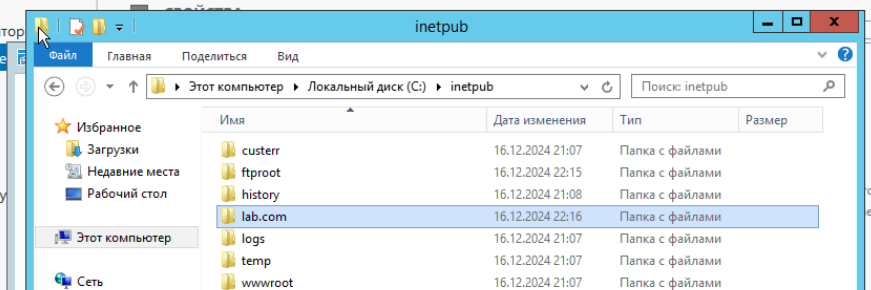 СВОЙСТВА
inetpub
Файл Главная Поделиться Вид
Этот компьютер Локальный диск (C:) inetpub Поиск: inetpub
Имя Дата изменения Тип Размер
Избранное
Загрузки
Недавние места
Рабочий стол
Этот компьютер
Сеть
custerr 16.12.2024 21:07 Папка с файлами
ftproot 16.12.2024 22:15 Папка с файлами
history 16.12.2024 21:08 Папка с файлами
lab.com 16.12.2024 22:16 Папка с файлами
logs 16.12.2024 21:07 Папка с файлами
temp 16.12.2024 21:07 Папка с файлами
wwwroot 16.12.2024 21:07 Папка с файлами